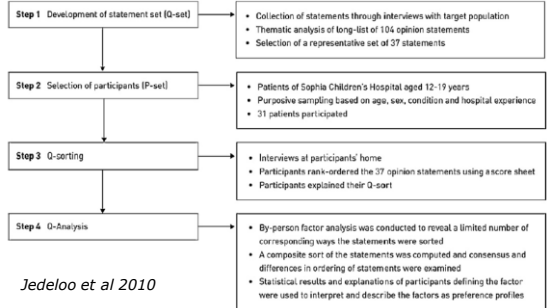 Step 1 Development of statement set (Q-set)
• Collection of statements through interviews with target population
• Thematic analysis of long-list of 104 opinion statements
• Selection of a representative set of 37 statements
Step 2 Selection of participants (P-set)
• Patients of Sophia Children's Hospital aged 12-19 years
• Purposive sampling based on age, sex, condition and hospital experience
• 31 patients participated
Step 3 Q-sorting
• Interviews at participants' home
• Participants rank-ordered the 37 opinion statements using a score sheet
• Participants explained their Q-sort
Step 4 Q-Analysis
• By-person factor analysis was conducted to reveal a limited number of
corresponding ways the statements were sorted
• A composite sort of the statements was computed and consensus and
differences in ordering of statements were examined
• Statistical results and explanations of participants defining the factor
were used to interpret and describe the factors as preference profiles
Jedeloo et al 2010